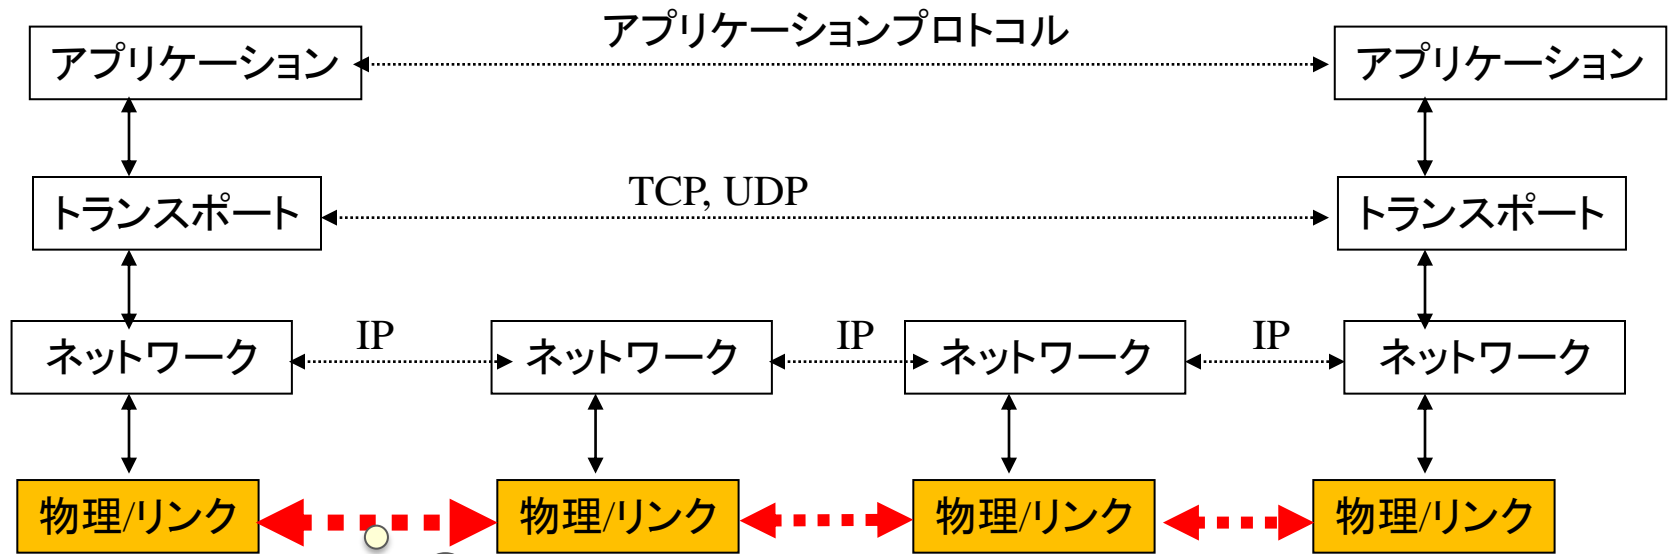 アプリケーションプロトコル
アプリケーション
アプリケーション
TCP, UDP
トランスポート
トランスポート
IP
IP
IP
ネットワーク
ネットワーク
ネットワーク
ネットワーク
物理/リンク
物理/リンク
物理/リンク
物理/リンク